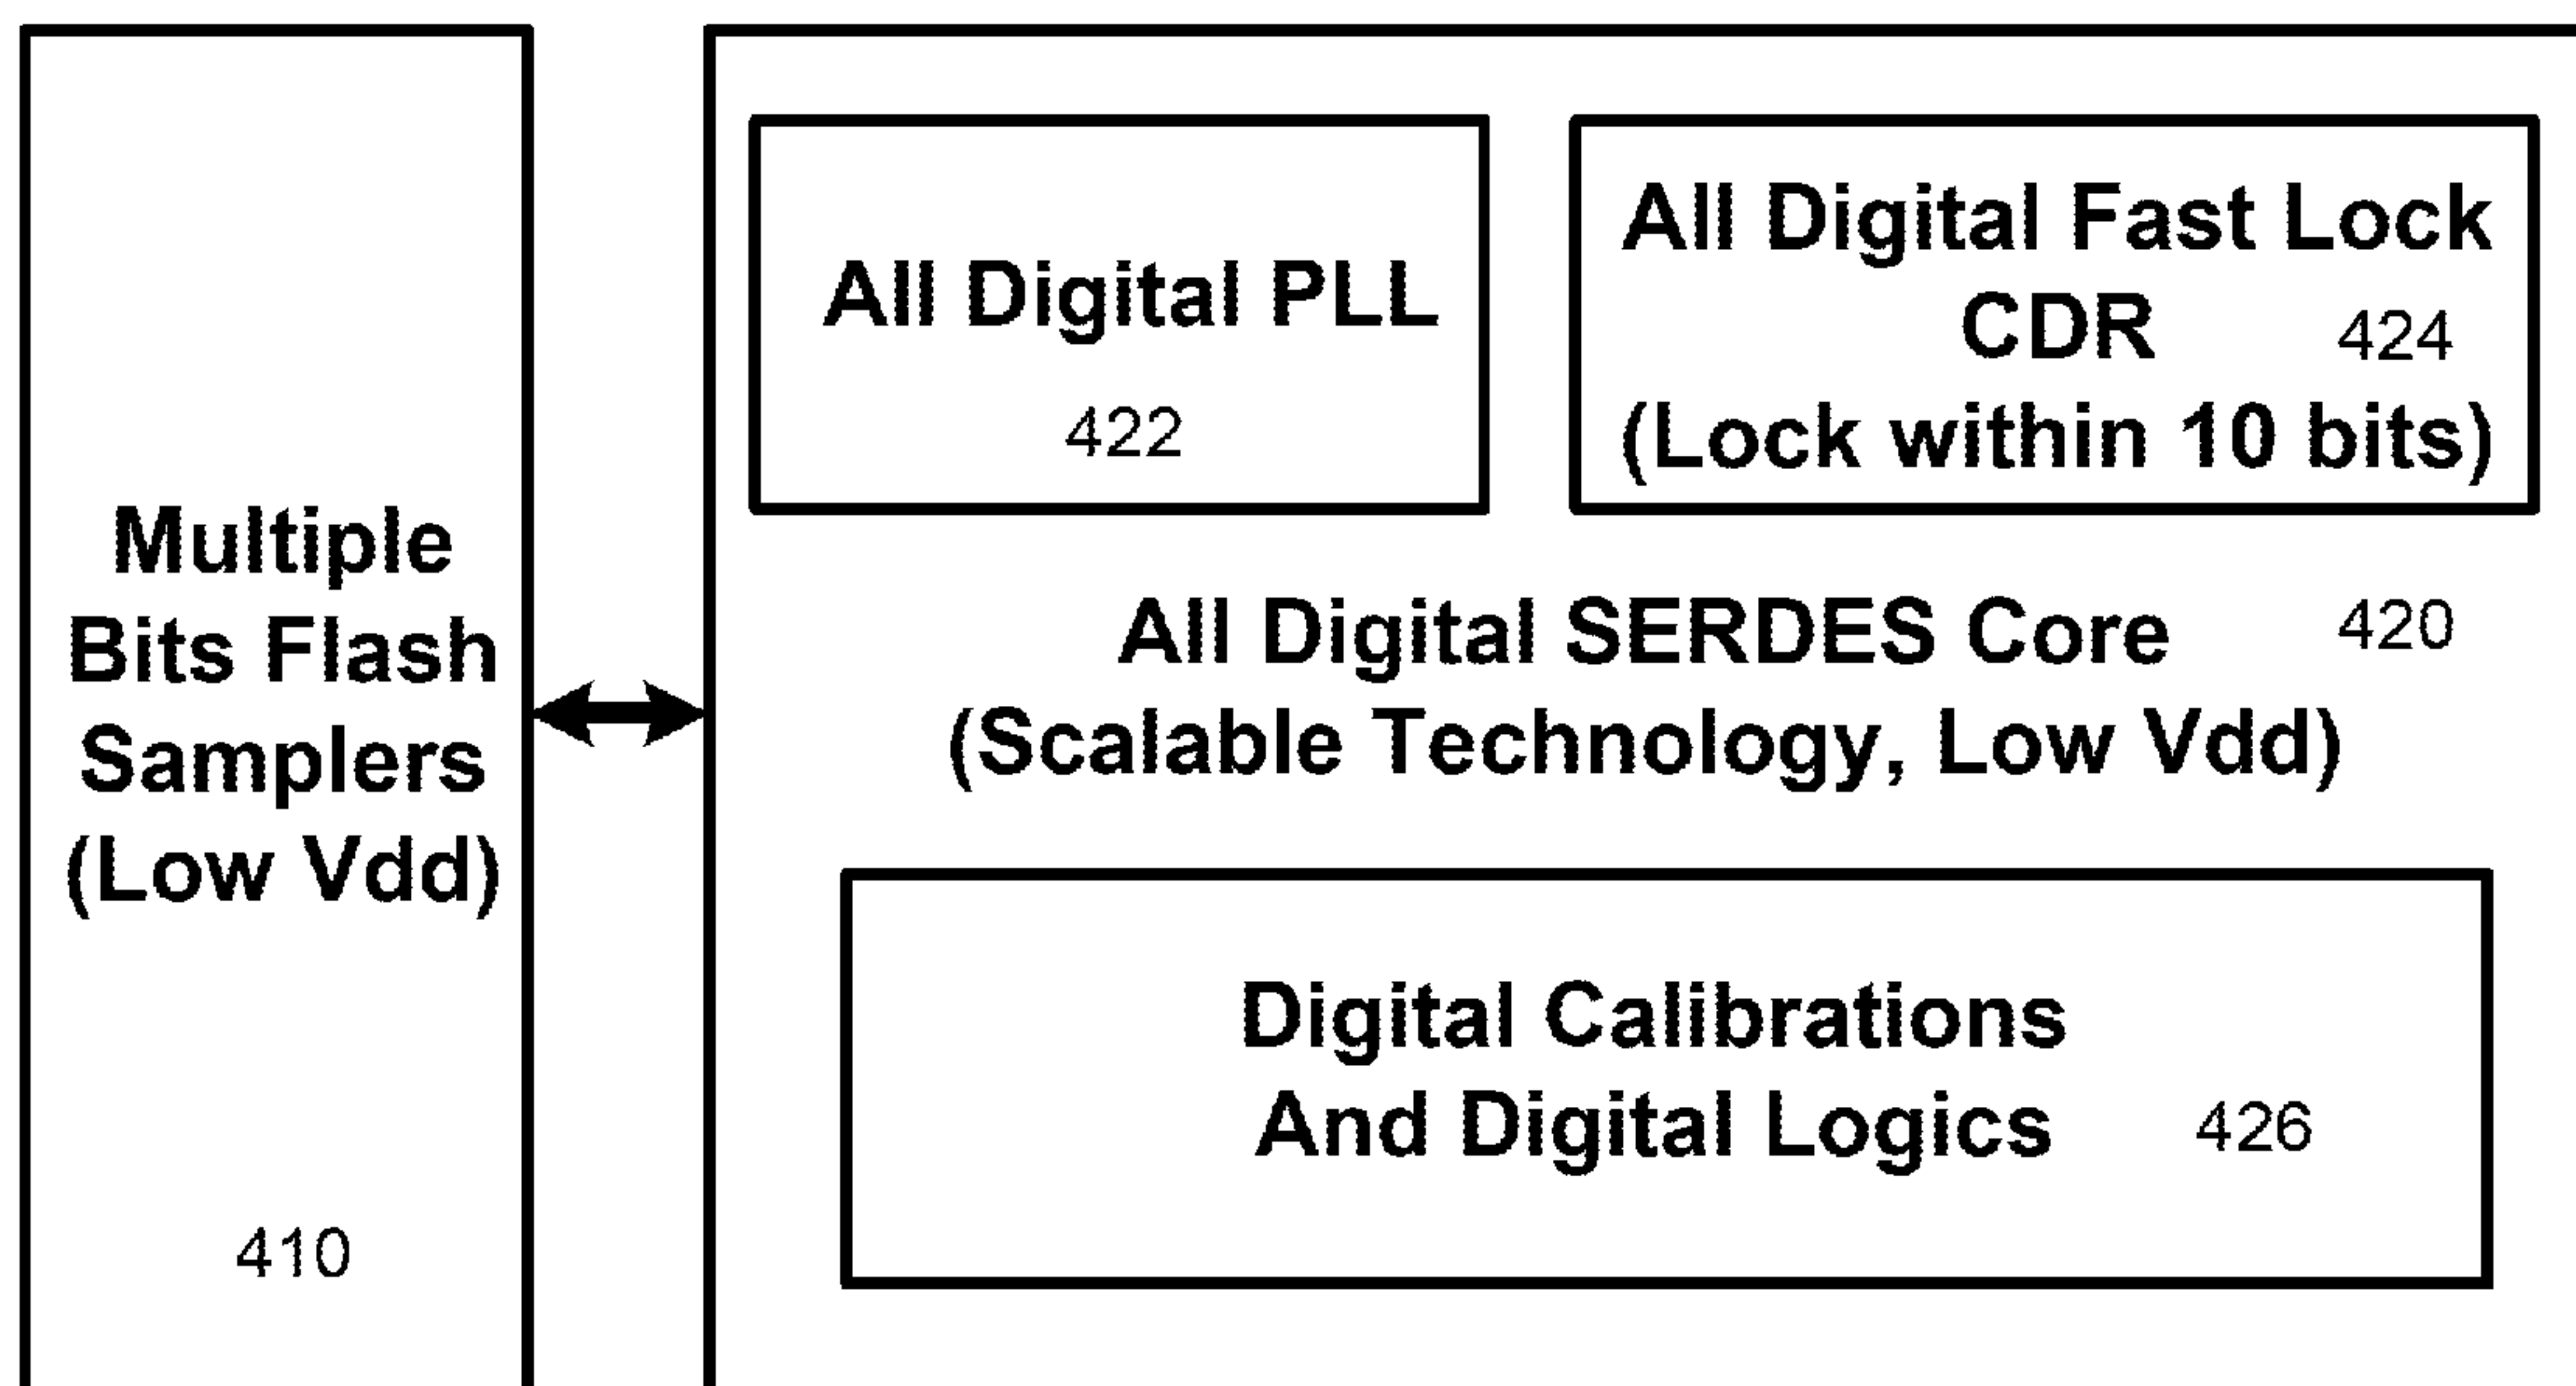 Multiple
Bits Flash
Samplers
(Low Vdd)
410
All Digital PLL
422
All Digital Fast Lock
CDR 424
(Lock within 10 bits)
All Digital SERDES Core 420
(Scalable Technology, Low Vdd)
Digital Calibrations
And Digital Logics 426